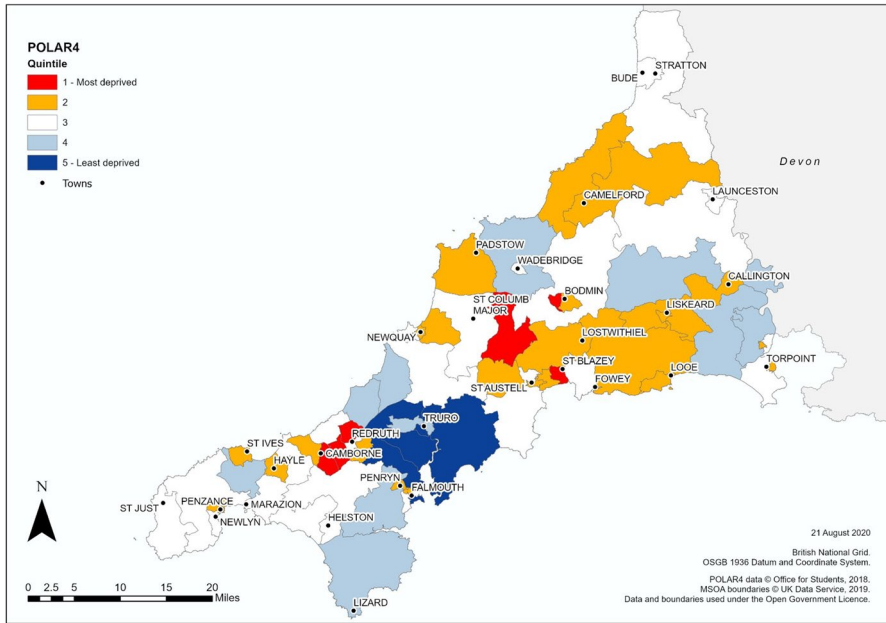 POLAR4
Quintile
1 - Most deprived
2
3
4
5 - Least deprived
Towns
STRATTON
BUDE
Devon
LAUNCESTON
CAMELFORD
PADSTOW
WADEBRIDGE
CALLINGTON
BODMIN
ST COLUMB
MAJOR
LISKEARD
NEWQUAY
LOSTWITHIEL
ST BLAZEY
TORPOINT
LOOE
ST AUSTELL
FOWEY
TRURO
REDRUTH
ST IVES
CAMBORNE
HAYLE
PENRYN
FALMOUTH
N
PENZANCE
MARAZION
ST JUST
NEWLYN
HELSTON
LIZARD
0 2.5 5 10 15 20
Miles
21 August 2020
British National Grid.
OSGB 1936 Datum and Coordinate System.
POLAR4 data © Office for Students, 2018.
MSOA boundaries © UK Data Service, 2019.
Data and boundaries used under the Open Government Licence.